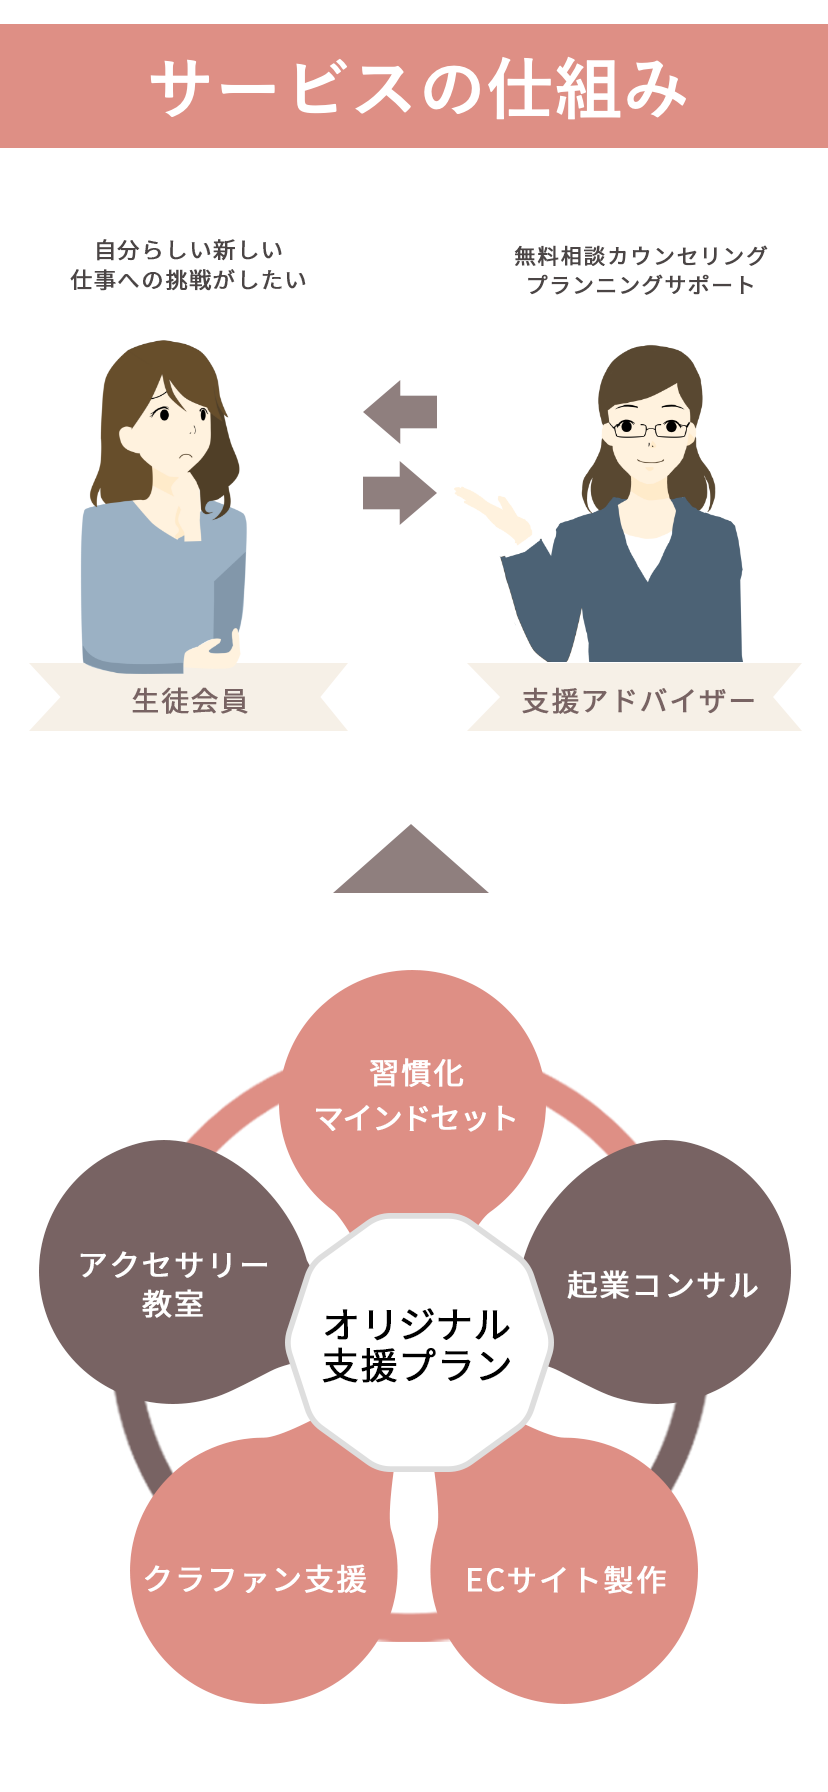 サービスの仕組み
自分らしい新しい
仕事への挑戦がしたい
無料相談カウンセリング
プランニングサポート
生徒会員
支援アドバイザー
習慣化
マインドセット
アクセサリー
教室
起業コンサル
オリジナル
支援プラン
クラファン支援
ECサイト製作